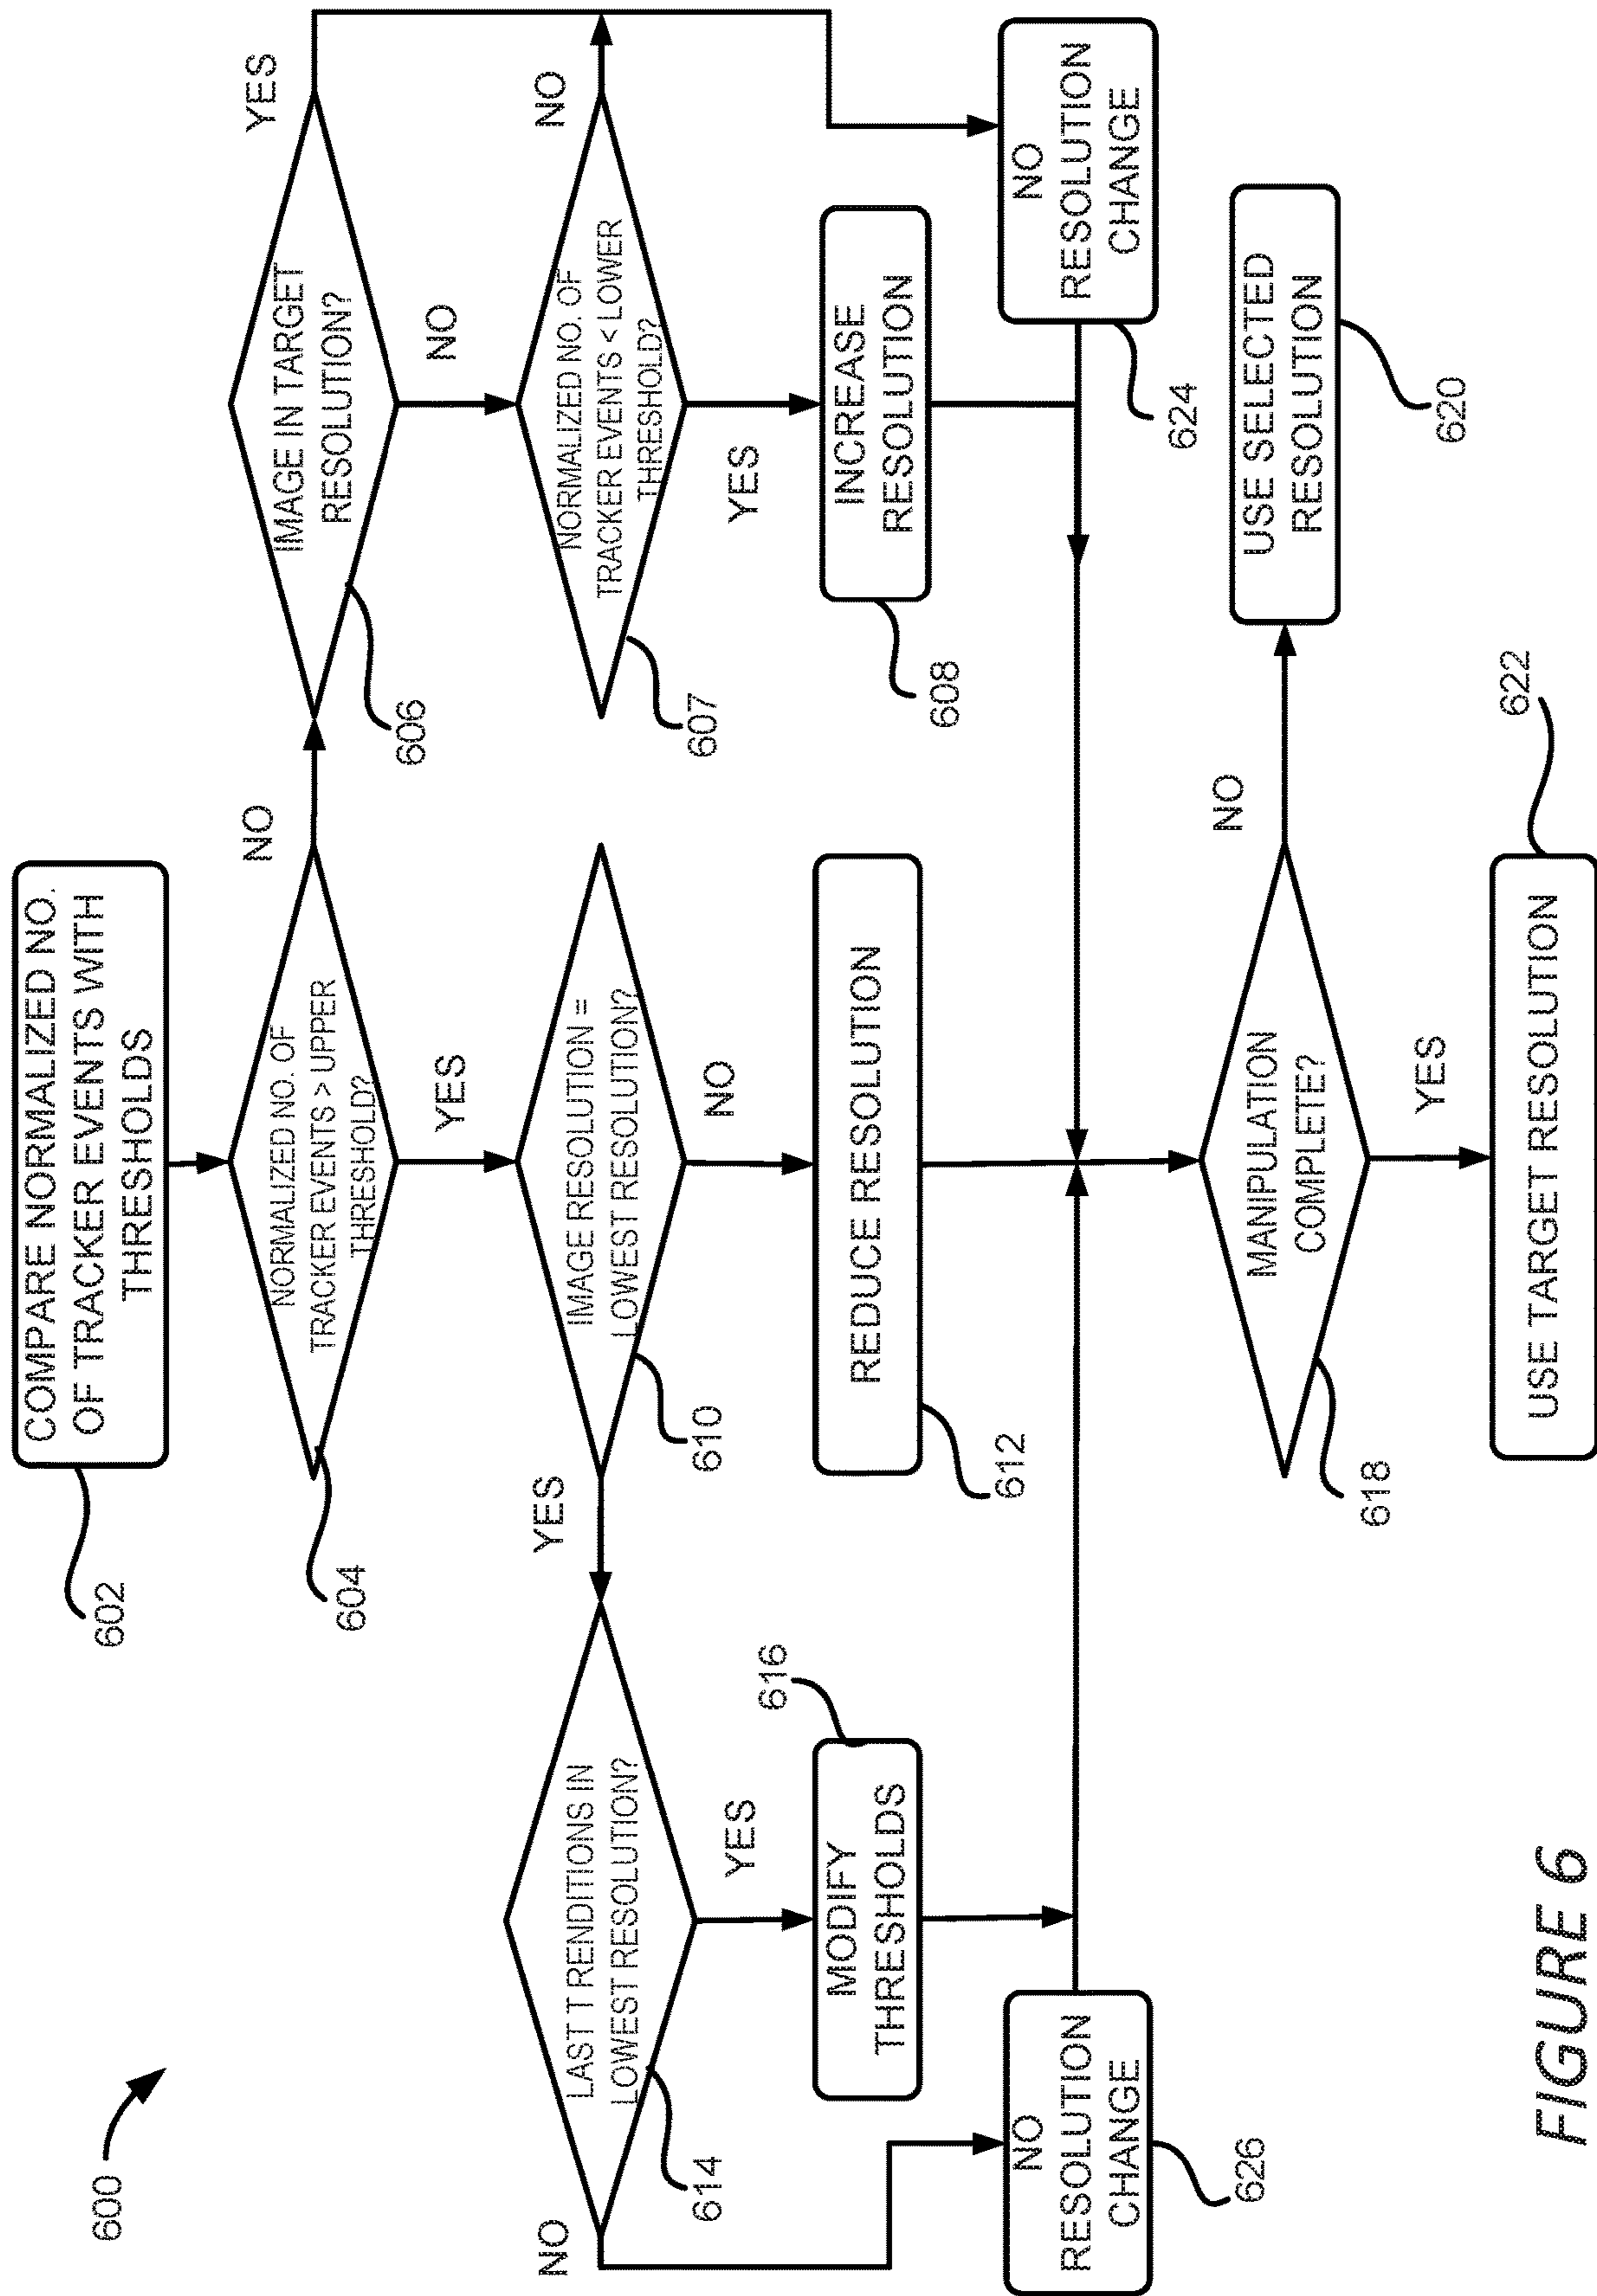 600
COMPARE NORMALIZED NO.
OF TRACKER EVENTS WITH
THRESHOLDS
602
NORMALIZED NO. OF
TRACKER EVENTS > UPPER
THRESHOLD?
604
NO
YES
IMAGE IN TARGET
RESOLUTION?
606
YES
NO
NORMALIZED NO. OF
TRACKER EVENTS < LOWER
THRESHOLD?
607
NO
YES
INCREASE
RESOLUTION
608
NO
RESOLUTION
CHANGE
624
IMAGE RESOLUTION =
LOWEST RESOLUTION?
610
YES
NO
REDUCE RESOLUTION
612
LAST T RENDITIONS IN
LOWEST RESOLUTION?
614
NO
YES
MODIFY
THRESHOLDS
616
NO
RESOLUTION
CHANGE
626
MANIPULATION
COMPLETE?
618
NO
YES
USE SELECTED
RESOLUTION
620
USE TARGET RESOLUTION
622
FIGURE 6